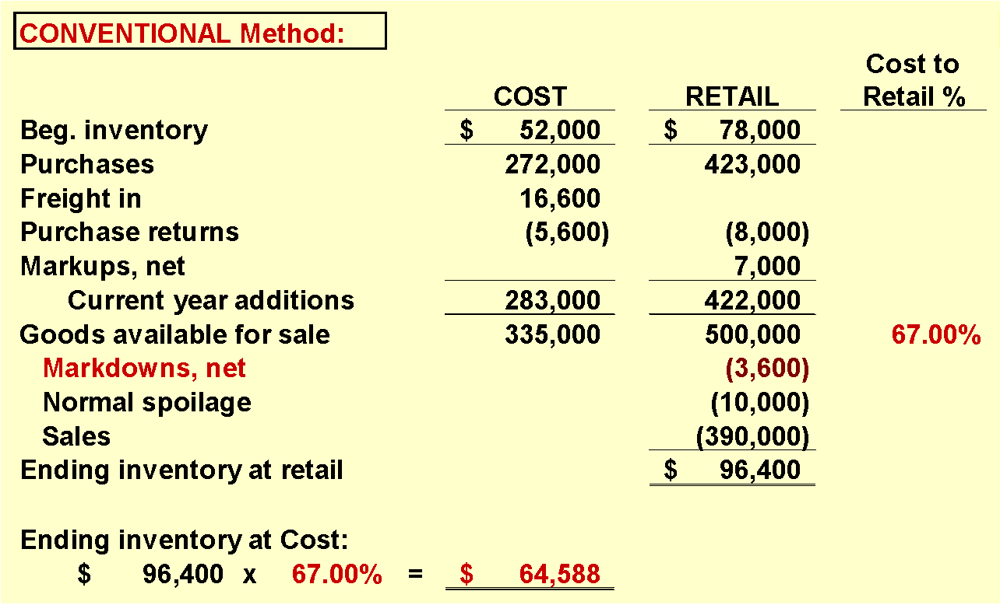 CONVENTIONAL Method:
Cost to
COST RETAIL Retail %
Beg. inventory $ 52,000 $ 78,000
Purchases 272,000 423,000
Freight in 16,600
Purchase returns (5,600) (8,000)
Markups, net 7,000
Current year additions 283,000 422,000
Goods available for sale 335,000 500,000 67.00%
Markdowns, net (3,600)
Normal spoilage (10,000)
Sales (390,000)
Ending inventory at retail $ 96,400
Ending inventory at Cost:
$ 96,400 x 67.00% = $ 64,588